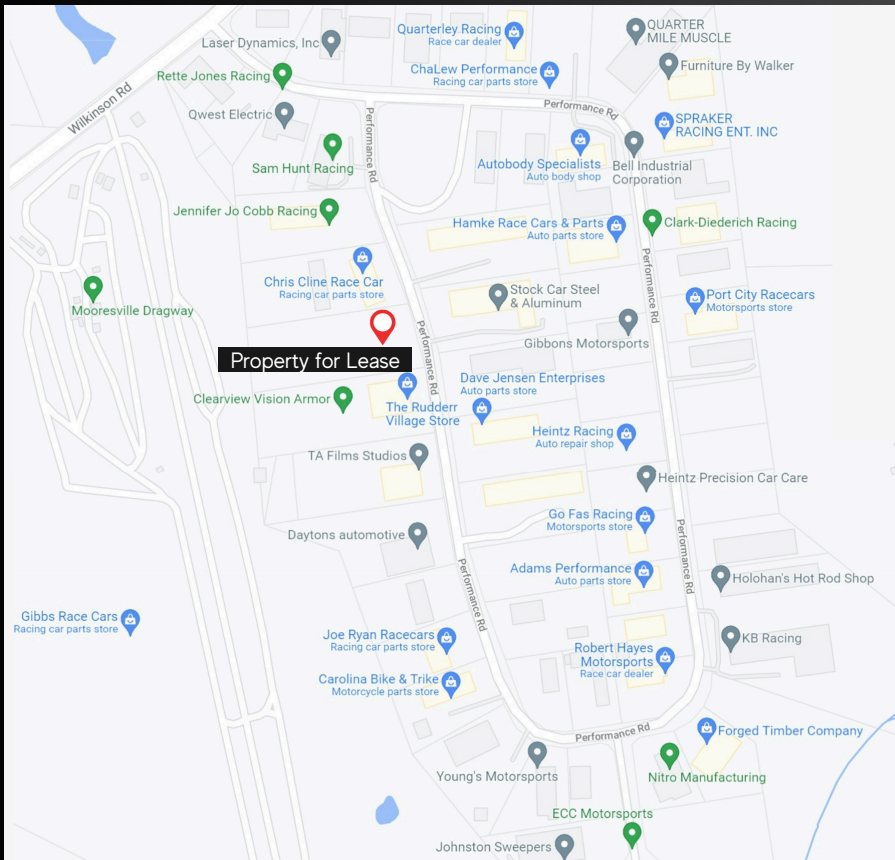 Quarterley Racing
Race car dealer
QUARTER
MILE MUSCLE
Laser Dynamics, Inc
ChaLew Performance
Racing car parts store
Furniture By Walker
Rette Jones Racing
Wilkinson Rd
Performance Rd
Qwest Electric
Performance Rd
SPRAKER
RACING ENT. INC
Sam Hunt Racing
Autobody Specialists
Auto body shop
Bell Industrial
Corporation
Jennifer Jo Cobb Racing
Hamke Race Cars & Parts
Auto parts store
Clark-Diederich Racing
Chris Cline Race Car
Racing car parts store
Performance Rd
Stock Car Steel
& Aluminum
Port City Racecars
Motorsports store
Mooresville Dragway
Performance Rd
Gibbons Motorsports
Property for Lease
Dave Jensen Enterprises
Auto parts store
Clearview Vision Armor
The Rudderr
Village Store
Heintz Racing
Auto repair shop
TA Films Studios
Heintz Precision Car Care
Go Fas Racing
Motorsports store
Daytons automotive
Performance Rd
Performance Rd
Adams Performance
Auto parts store
Holohan's Hot Rod Shop
Gibbs Race Cars
Racing car parts store
Joe Ryan Racecars
Racing car parts store
KB Racing
Robert Hayes
Motorsports
Race car dealer
Carolina Bike & Trike
Motorcycle parts store
Performance Rd
Forged Timber Company
Young's Motorsports
Nitro Manufacturing
ECC Motorsports
Johnston Sweepers